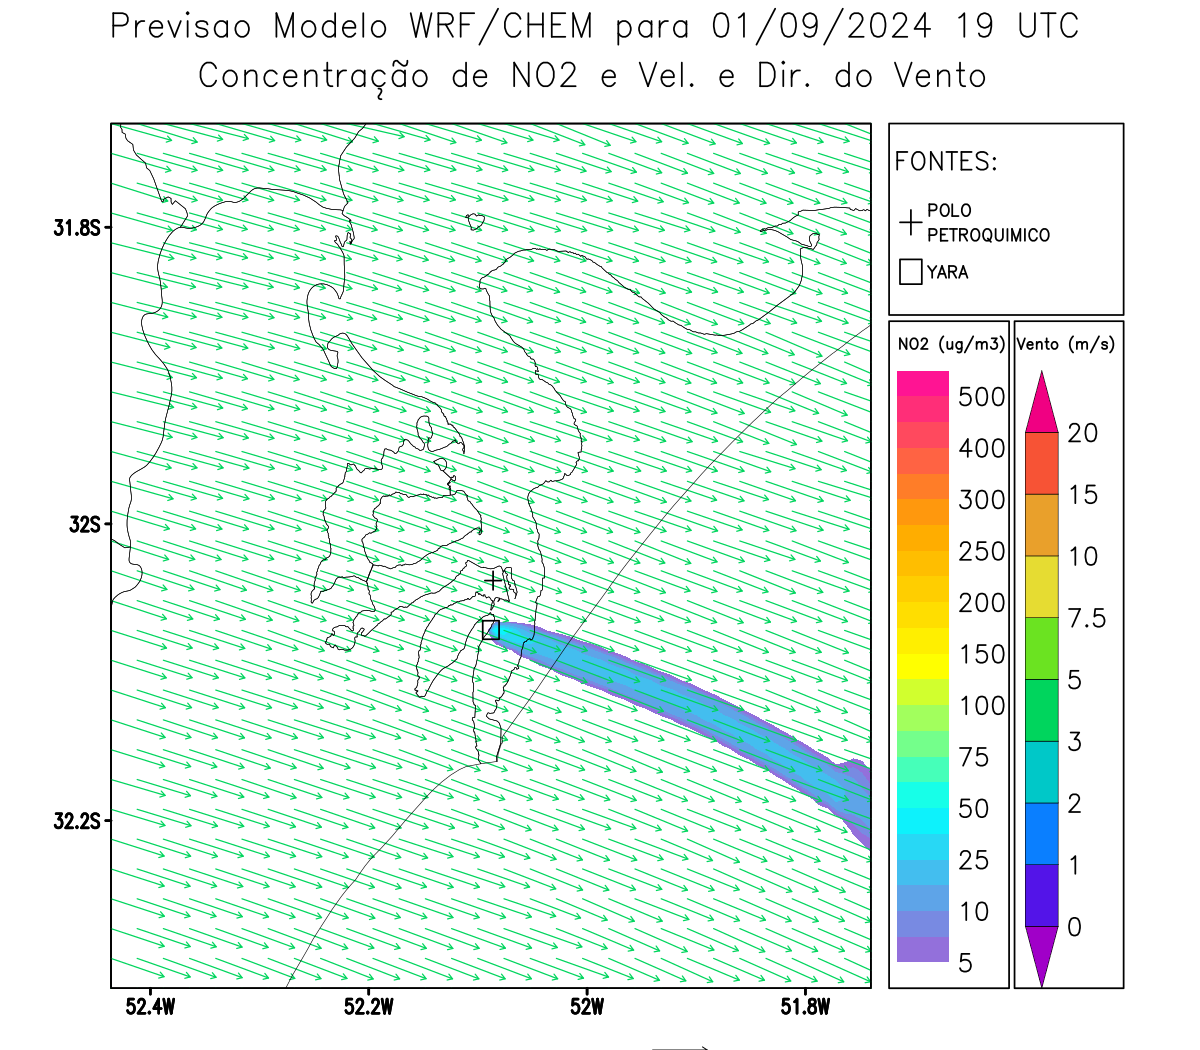 Previsao Modelo WRF/CHEM para 01/09/2024 19 UTC
Concentração de NO2 e Vel. e Dir. do Vento
FONTES:
POLO
PETROQUIMICO
YARA
NO2 (ug/m3)
500
400
300
250
200
150
100
75
50
25
10
5
Vento (m/s)
20
15
10
7.5
5
3
2
1
0
31.8S
32S
32.2S
52.4W
52.2W
52W
51.8W